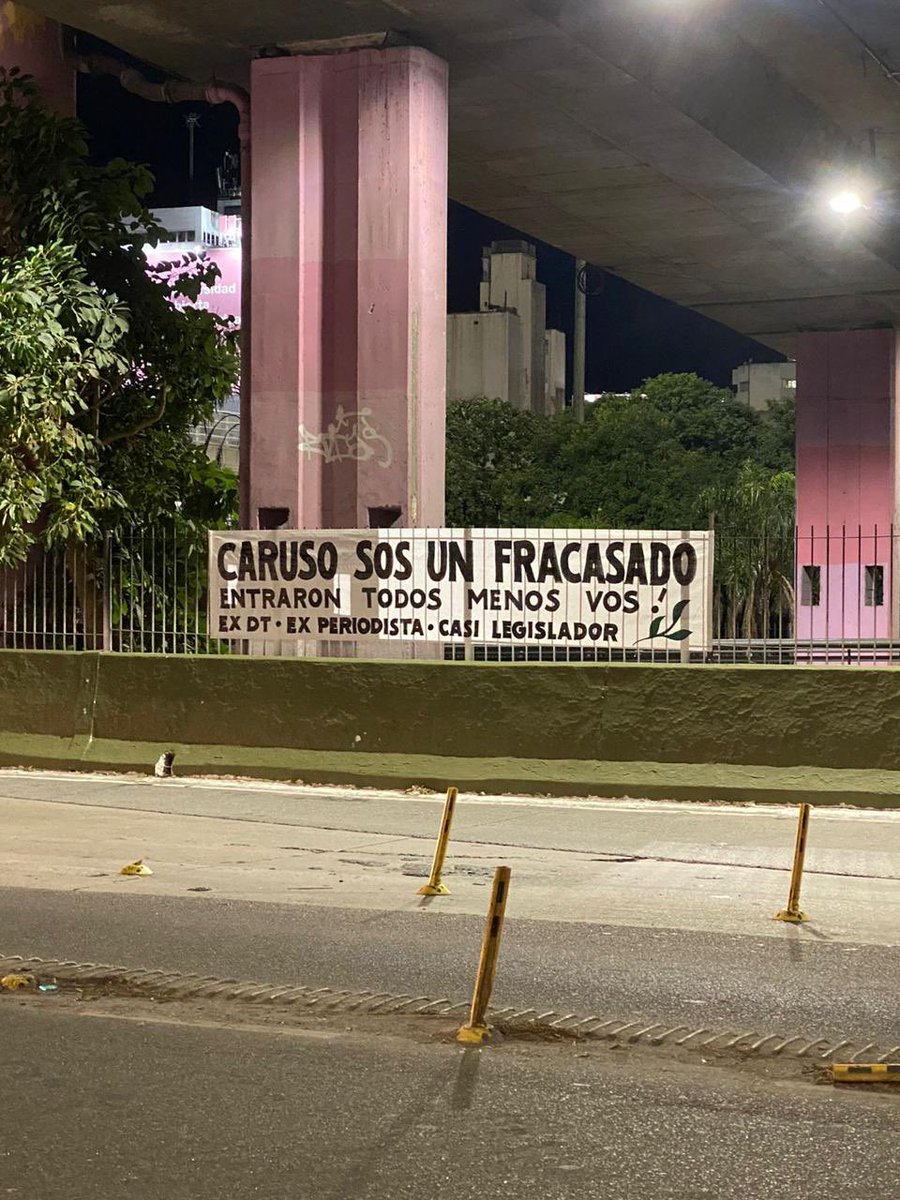 CARUSO SOS UN FRACASADO
ENTRARON TODOS MENOS VOS!
EX DT · EX PERIODISTA · CASI LEGISLADOR